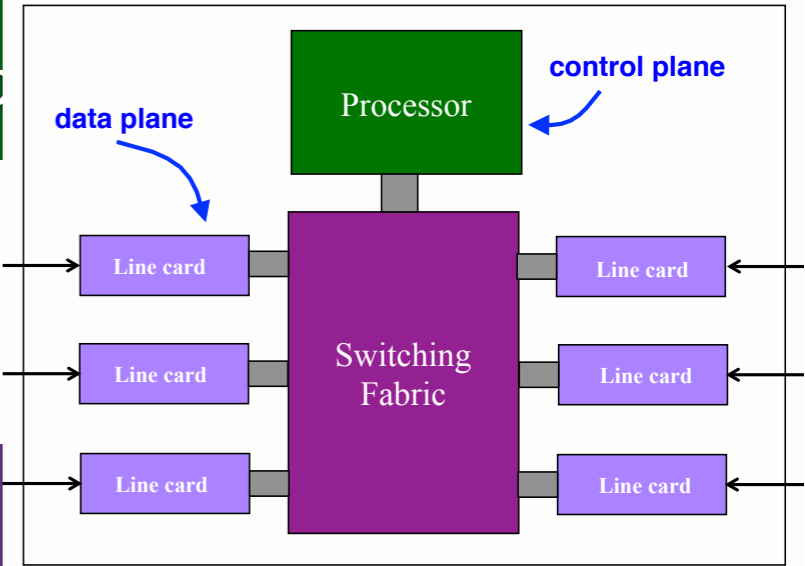 control plane
Processor
data plane
Line card
Line card
Switching
Fabric
Line card
Line card
Line card
Line card